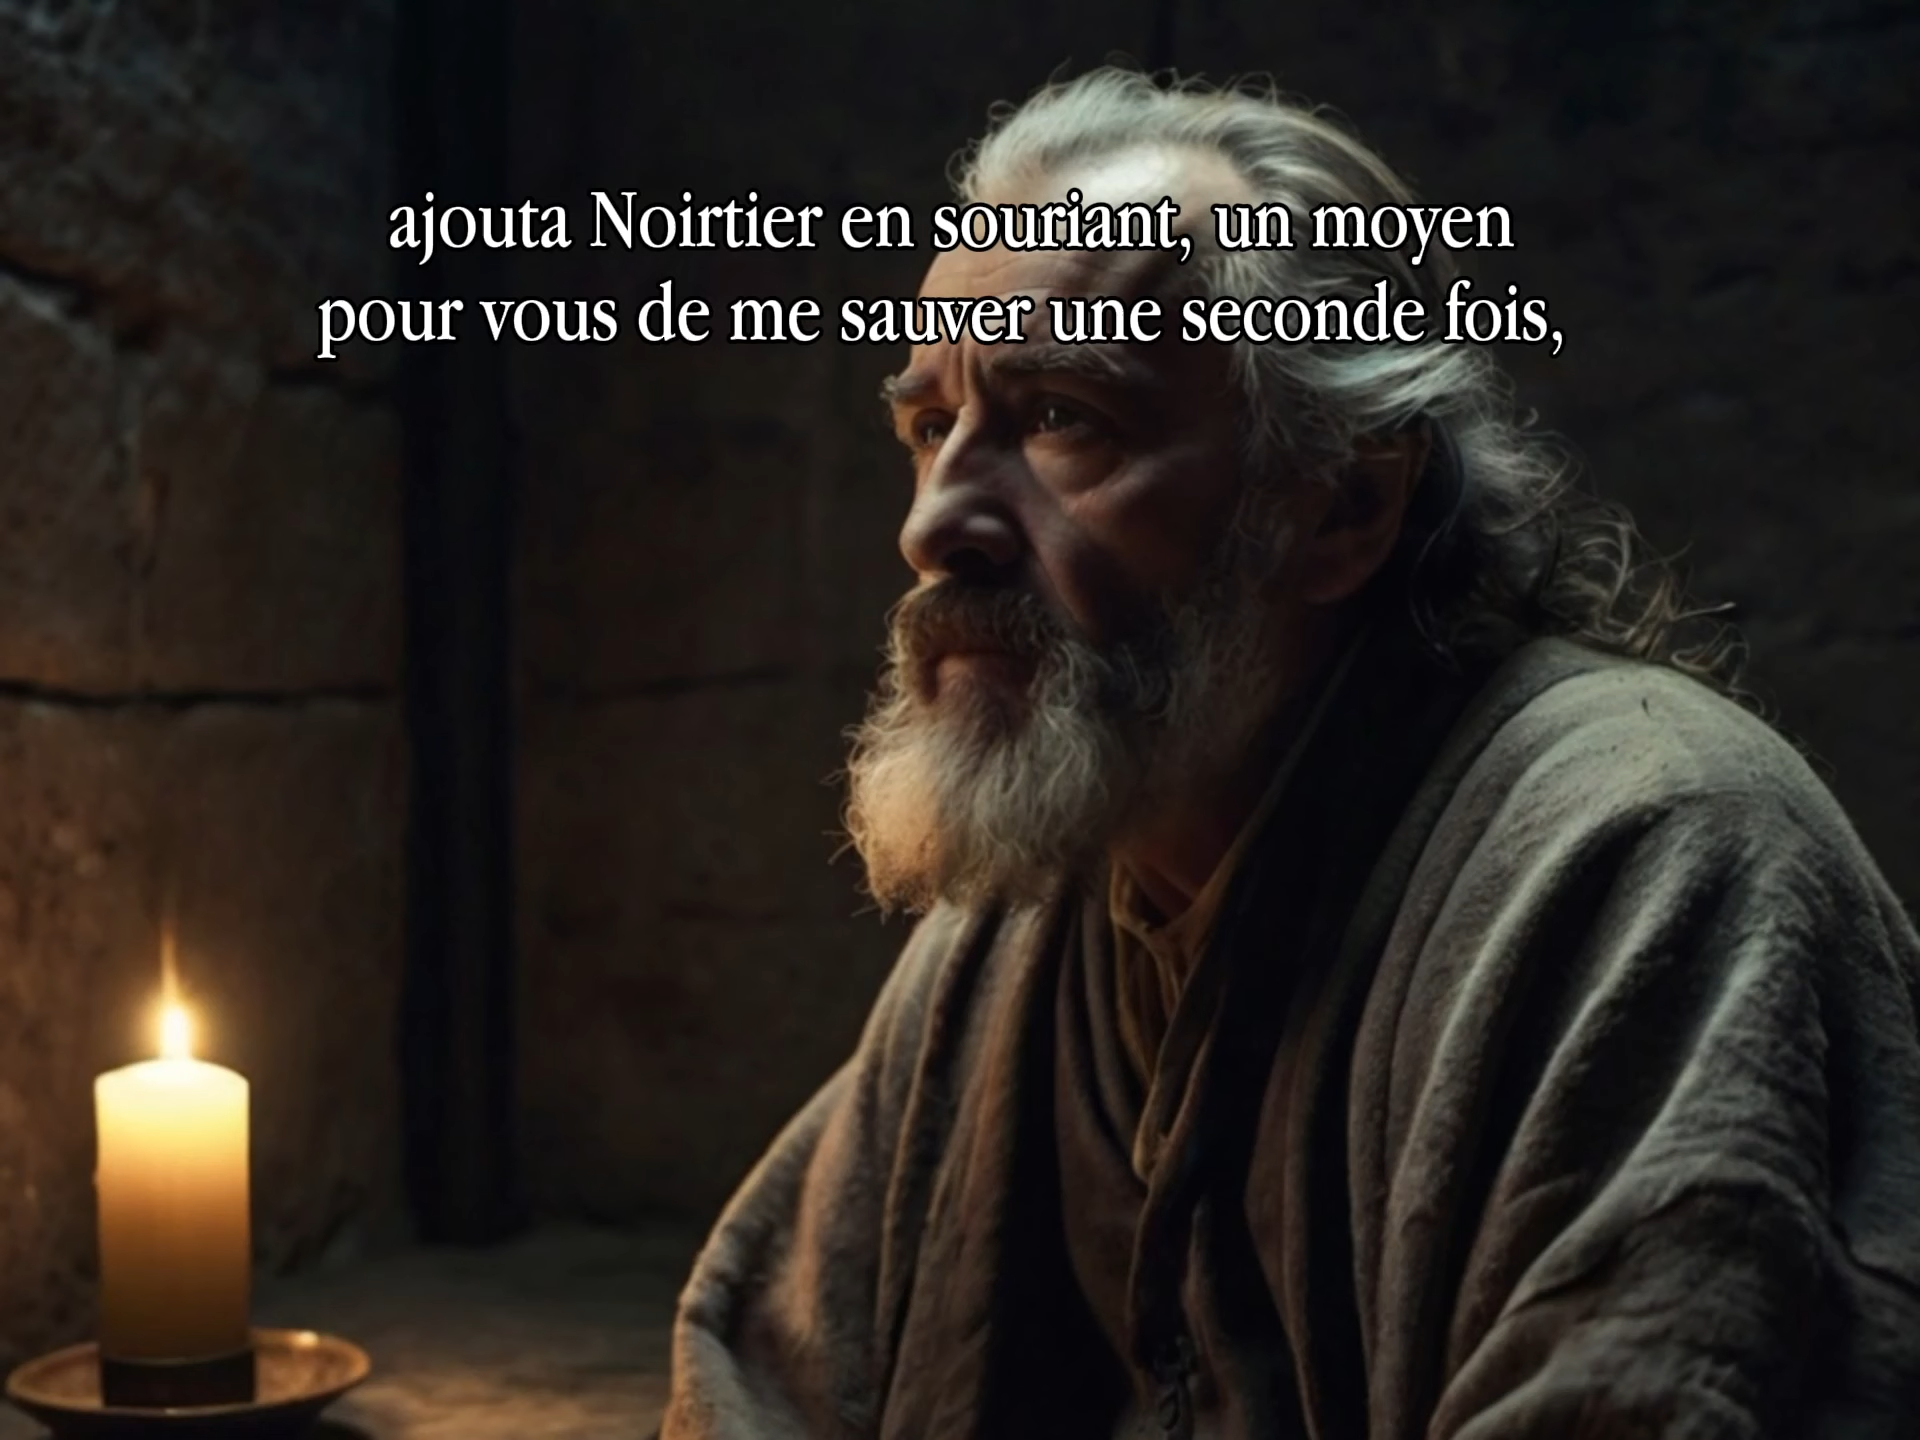 ajouta Noirtier en souriant, un moyen
pour vous de me sauver une seconde fois,